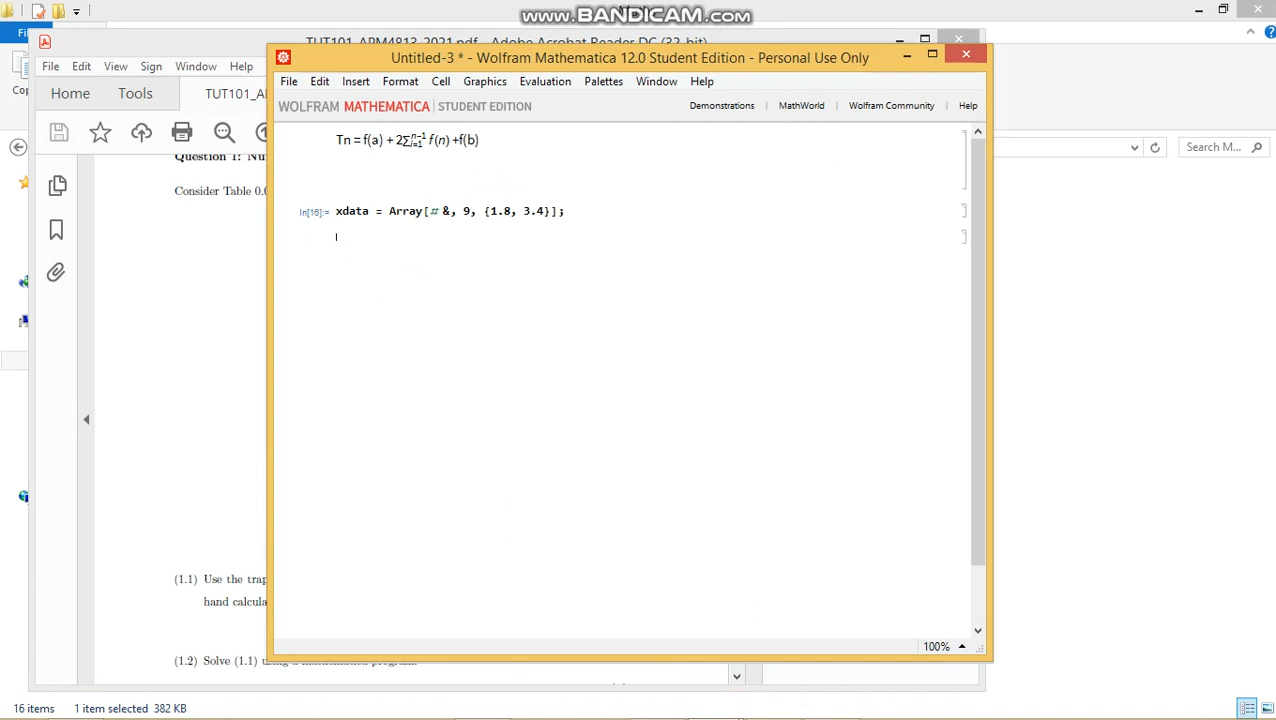 www.BANDICAM.com
TUT101_APM4813_2021.pdf - Adobe Acrobat Reader DC (32-bit)
File Edit View Sign Window Help
Home Tools TUT101_A
Untitled-3 * - Wolfram Mathematica 12.0 Student Edition - Personal Use Only
File Edit Insert Format Cell Graphics Evaluation Palettes Window Help
WOLFRAM MATHEMATICA | STUDENT EDITION
Demonstrations MathWorld Wolfram Community Help
Tn = f(a) + 2∑_{i=1}^{n-1} f(n) +f(b)
In[16]:= xdata = Array[# &, 9, {1.8, 3.4}];
Search M...
Consider Table 0.0
(1.1) Use the trap
hand calcula
(1.2) Solve (1.1)
100%
16 items 1 item selected 382 KB